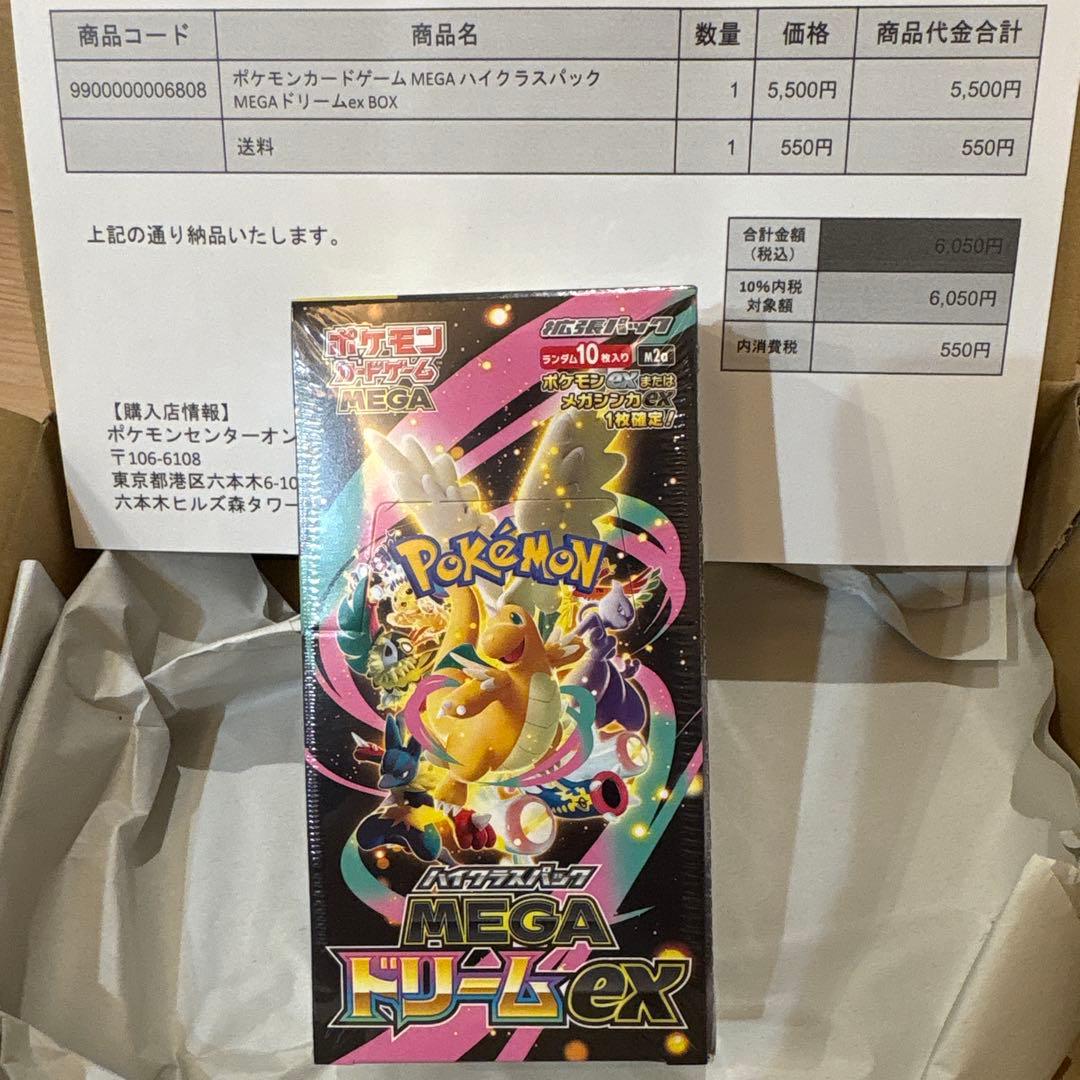 商品コード 商品名 数量 価格 商品代金合計
9900000006808 ポケモンカードゲーム MEGA ハイクラスパック
MEGAドリームex BOX 1 5,500円 5,500円
送料 1 550円 550円
上記の通り納品いたします。
合計金額
(税込) 6,050円
10%内税
対象額 6,050円
内消費税 550円
【購入店情報】
ポケモンセンターオン
〒106-6108
東京都港区六本木6-10
六本木ヒルズ森タワー
ポケモン
カードゲーム
MEGA
拡張パック
ランダム10枚入り M2a
ポケモンexまたは
メガシンカex
1枚確定!
POKéMON
ハイクラスパック
MEGA
ドリームex